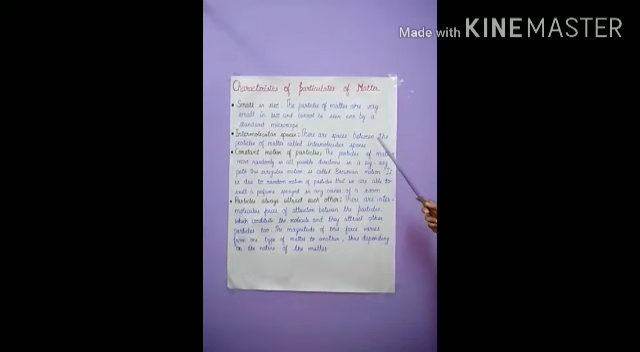 Made with KINEMASTER
Characteristics of particulates of Matter
• Small in size: The particles of matter are very
small in size and cannot be seen even by a
standard microscope
• Intermolecular spaces: There are spaces between the
particles of matter called intermolecular spaces
• Constant motion of particles: The particles of matter
move randomly in all possible directions in a zig-zag
path this irregular motion is called Brownian motion. It
is due to random motion of particles that we are able to
smell a perfume sprayed in any corner of a room
• Particles always attract each other: There are inter-
molecular forces of attraction between the particles,
which constitute the molecule and they attract other
particles too. The magnitude of this force varies
from one type of matter to another, thus depending
on the nature of the matter